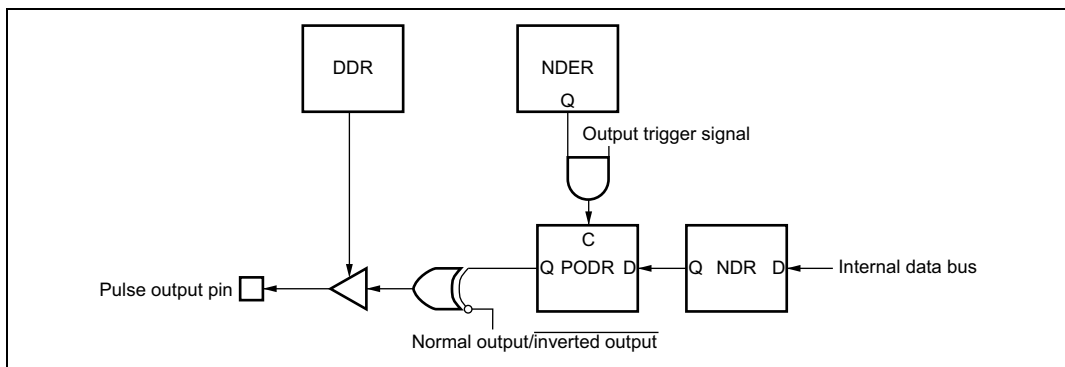 DDR
NDER
Q
Output trigger signal
C
Q PODR D
Q NDR D
Internal data bus
Pulse output pin
Normal output/inverted output